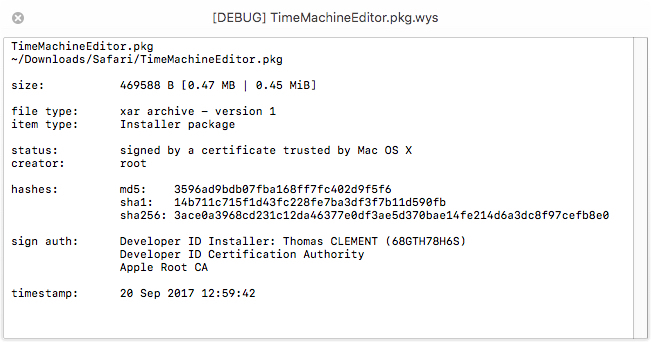 [DEBUG] TimeMachineEditor.pkg.wys
TimeMachineEditor.pkg
~/Downloads/Safari/TimeMachineEditor.pkg
size: 469588 B [0.47 MB | 0.45 MiB]
file type: xar archive – version 1
item type: Installer package
status: signed by a certificate trusted by Mac OS X
creator: root
hashes: md5: 3596ad9bdb07fba168ff7fc402d9f5f6
sha1: 14b711c715f1d43fc228fe7ba3df3f7b11d590fb
sha256: 3ace0a3968cd231c12da46377e0df3ae5d370bae14fe214d6a3dc8f97cefb8e0
sign auth: Developer ID Installer: Thomas CLEMENT (68GTH78H6S)
Developer ID Certification Authority
Apple Root CA
timestamp: 20 Sep 2017 12:59:42